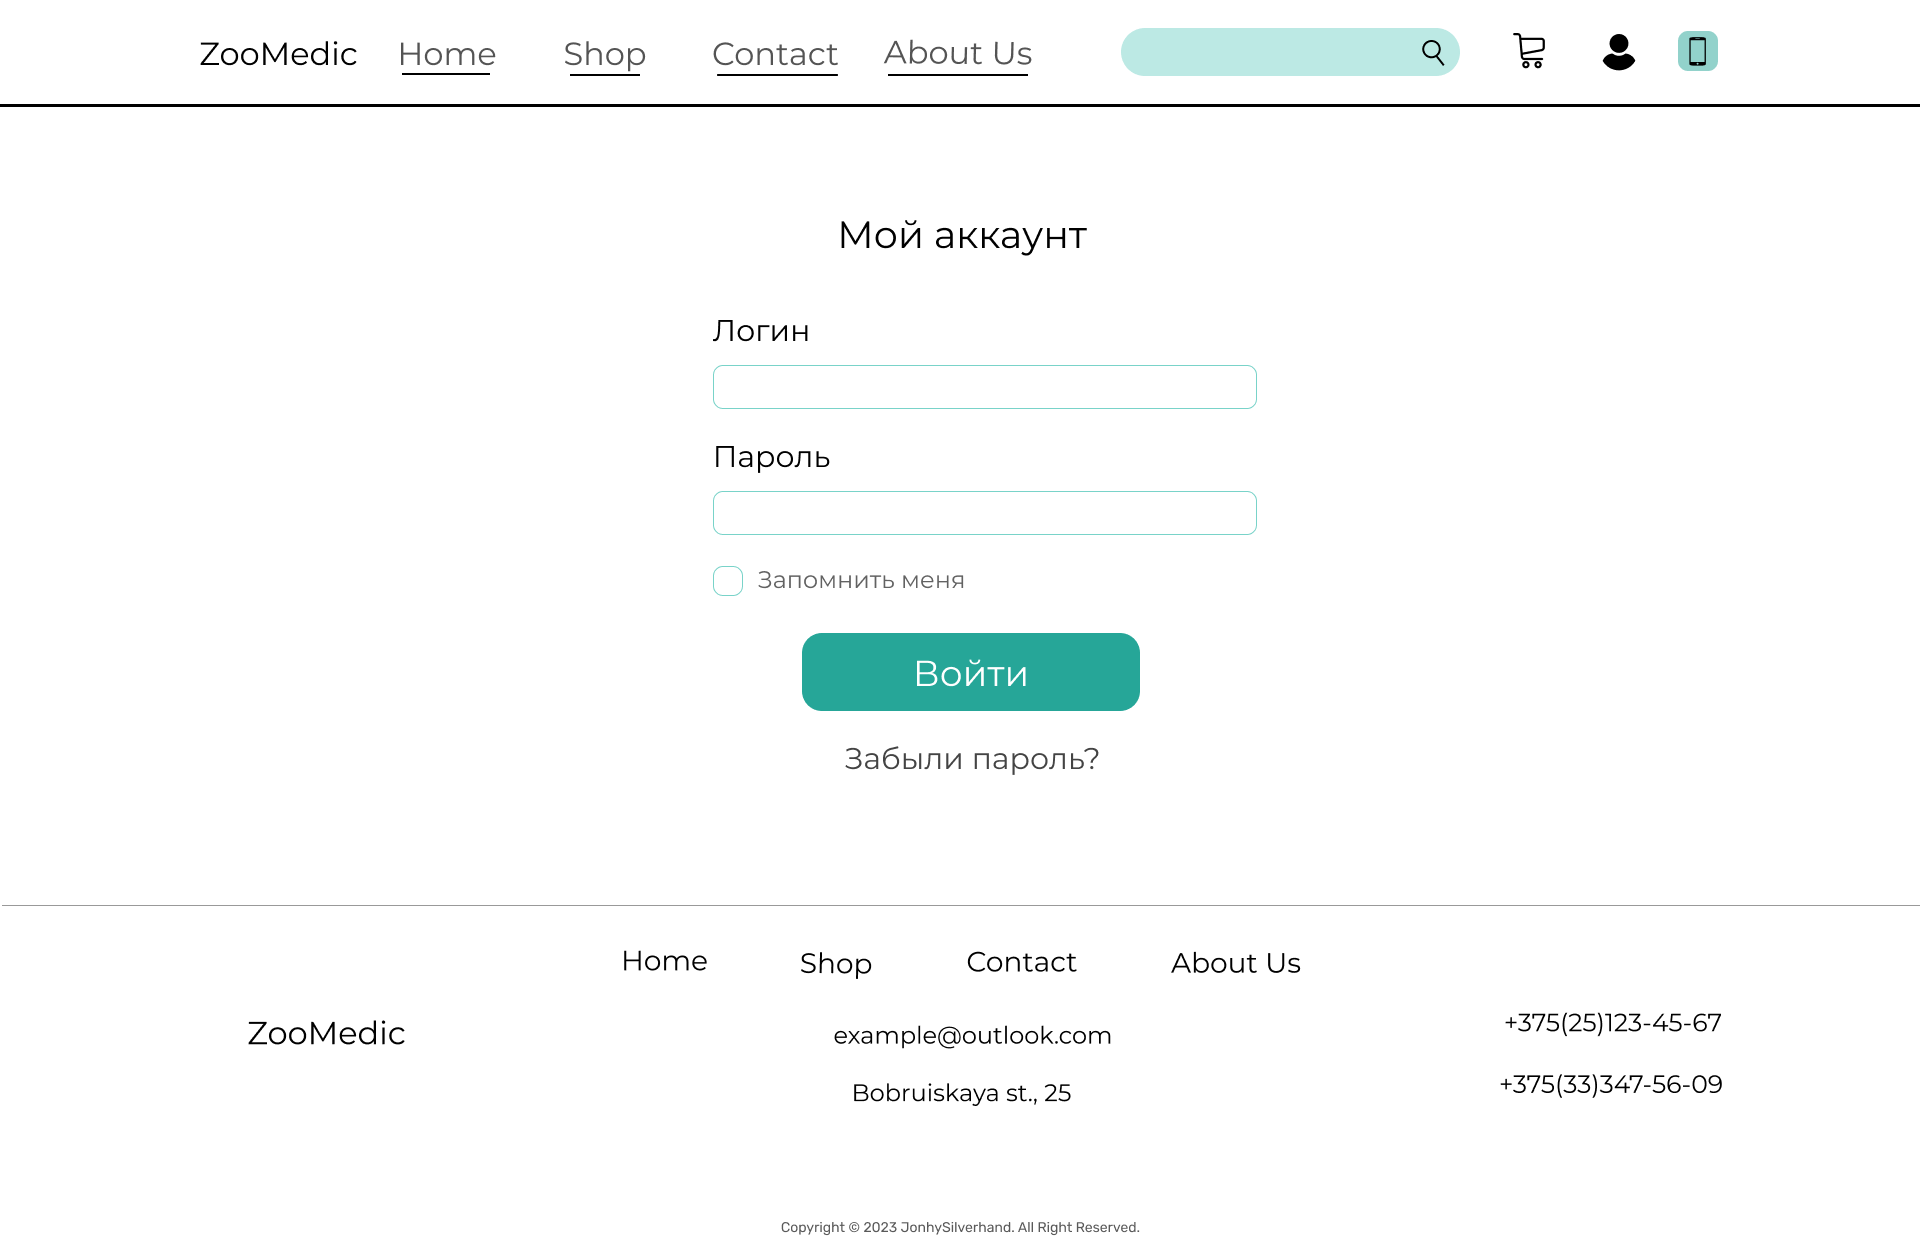 ZooMedic Home Shop Contact About Us
Мой аккаунт
Логин
Пароль
Запомнить меня
Войти
Забыли пароль?
Home Shop Contact About Us
ZooMedic
example@outlook.com
Bobruiskaya st., 25
+375(25)123-45-67
+375(33)347-56-09
Copyright © 2023 JonhySilverhand. All Right Reserved.